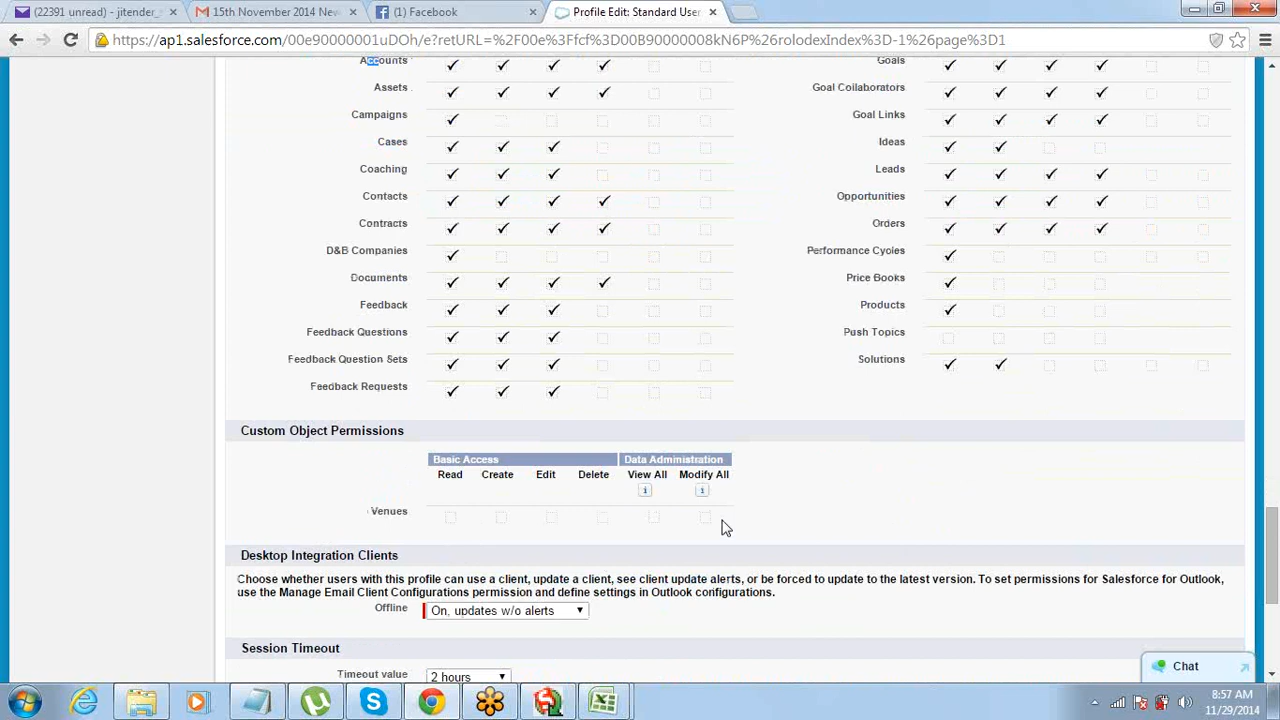 (22391 unread) - jitender_
15th November 2014 New
(1) Facebook
Profile Edit: Standard Use
https://ap1.salesforce.com/00e90000001uDOh/e?retURL=%2F00e%3Ffcf%3D00B90000008kN6P%26rolodexIndex%3D-1%26page%3D1
Accounts
Assets
Campaigns
Cases
Coaching
Contacts
Contracts
D&B Companies
Documents
Feedback
Feedback Questions
Feedback Question Sets
Feedback Requests
Goals
Goal Collaborators
Goal Links
Ideas
Leads
Opportunities
Orders
Performance Cycles
Price Books
Products
Push Topics
Solutions
Custom Object Permissions
Basic Access Data Administration
Read Create Edit Delete View All Modify All
i i
Venues
Desktop Integration Clients
Choose whether users with this profile can use a client, update a client, see client update alerts, or be forced to update to the latest version. To set permissions for Salesforce for Outlook,
use the Manage Email Client Configurations permission and define settings in Outlook configurations.
Offline On, updates w/o alerts
Session Timeout
Timeout value 2 hours
Chat
8:57 AM
11/29/2014